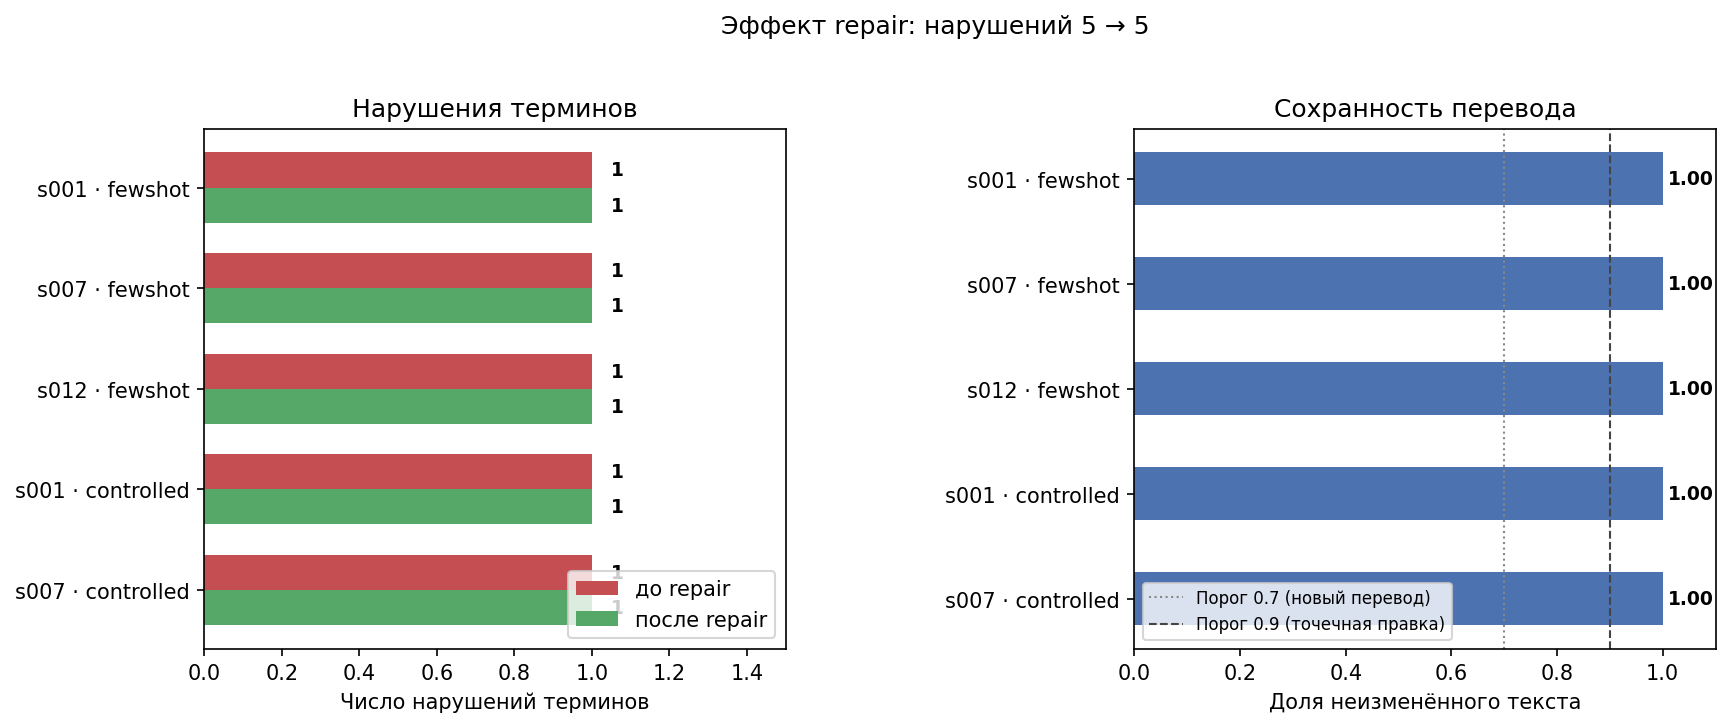 Эффект repair: нарушений 5 → 5
Нарушения терминов
s001 · fewshot
1
1
s007 · fewshot
1
1
s012 · fewshot
1
1
s001 · controlled
1
1
s007 · controlled
1
1
до repair
после repair
0.0 0.2 0.4 0.6 0.8 1.0 1.2 1.4
Число нарушений терминов
Сохранность перевода
s001 · fewshot
1.00
s007 · fewshot
1.00
s012 · fewshot
1.00
s001 · controlled
1.00
s007 · controlled
1.00
Порог 0.7 (новый перевод)
Порог 0.9 (точечная правка)
0.0 0.2 0.4 0.6 0.8 1.0
Доля неизменённого текста